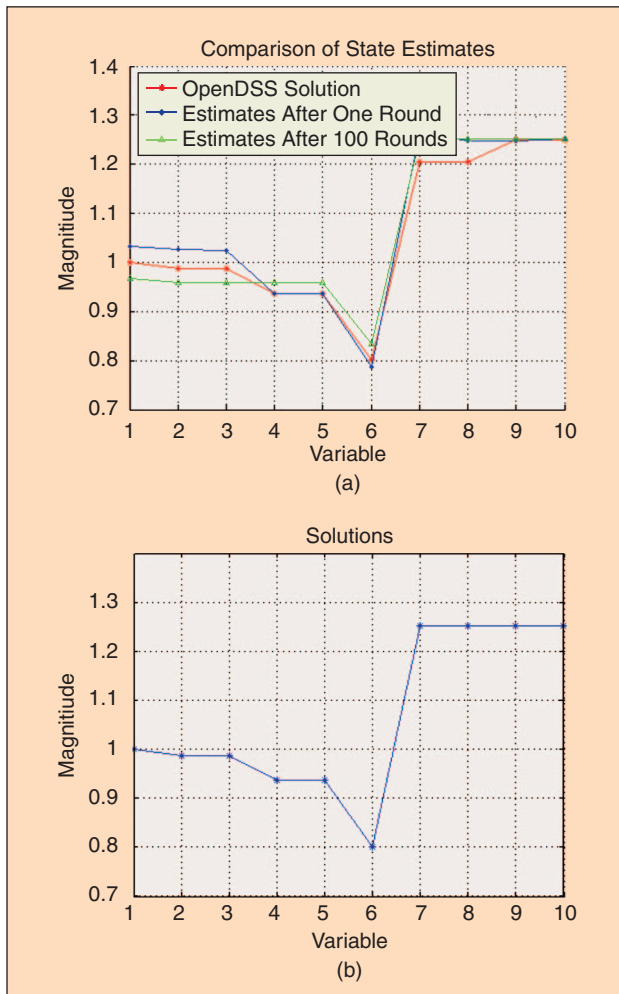 Comparison of State Estimates
1.4
OpenDSS Solution
Estimates After One Round
Estimates After 100 Rounds
1.3
1.2
1.1
1
0.9
0.8
0.7
Magnitiude
1 2 3 4 5 6 7 8 9 10
Variable
(a)
Solutions
1.3
1.2
1.1
1
0.9
0.8
0.7
Magnitiude
1 2 3 4 5 6 7 8 9 10
Variable
(b)